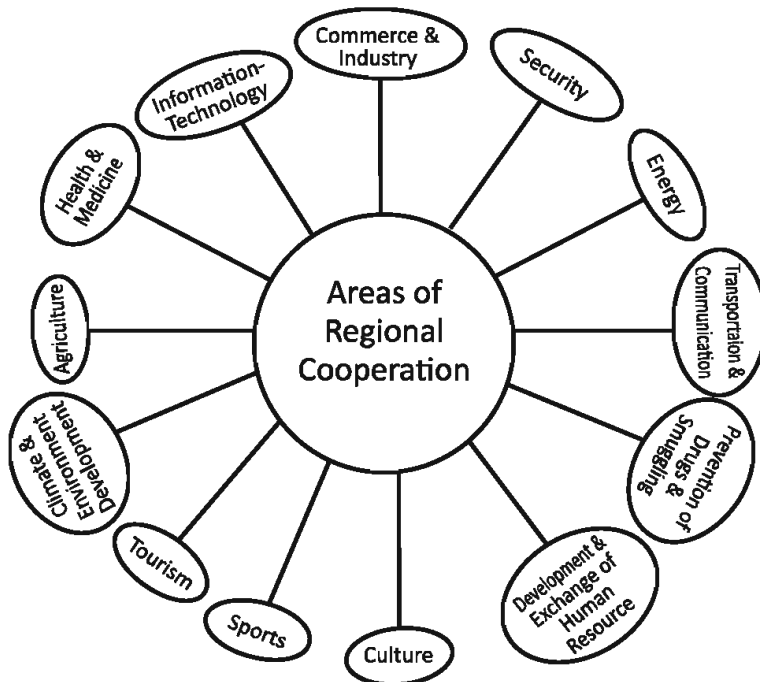 Areas of
Regional
Cooperation
Commerce &
Industry
Security
Energy
Transportaion &
Communication
Prevention of
Drugs &
Smuggling
Development &
Exchange of
Human
Resource
Culture
Sports
Tourism
Climate &
Environment
Development
Agriculture
Health &
Medicine
Information-
Technology